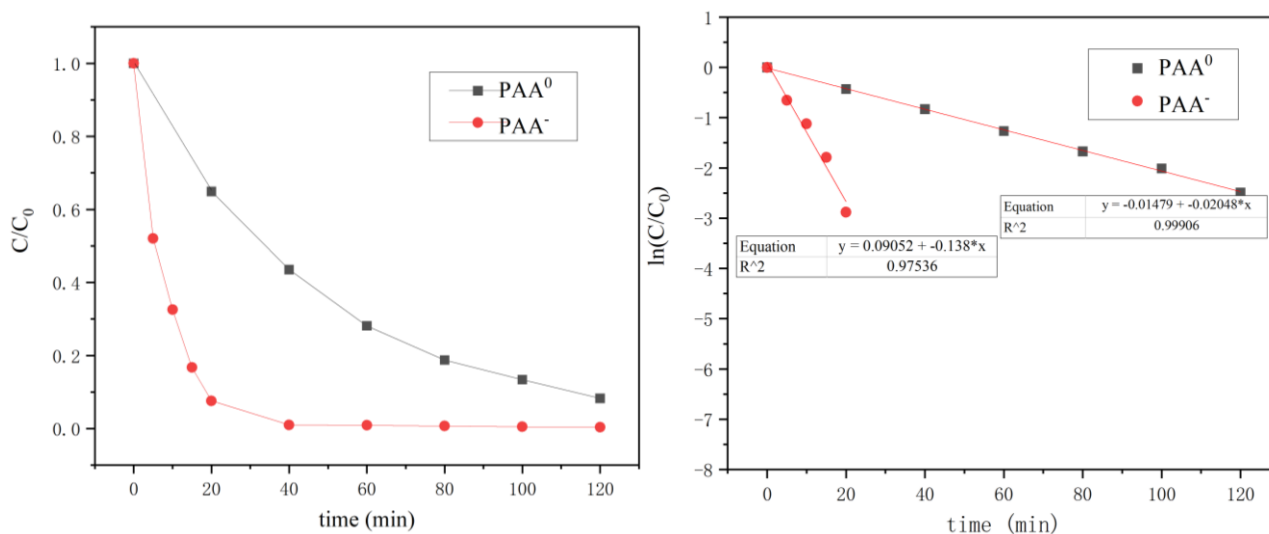 1.0
0.8
0.6
0.4
0.2
0.0
C/C₀
0 20 40 60 80 100 120
time (min)
PAA⁰
PAA⁻
1
0
-1
-2
-3
-4
-5
-6
-7
-8
ln(C/C₀)
0 20 40 60 80 100 120
time (min)
PAA⁰
PAA⁻
Equation y = -0.01479 + -0.02048*x
R^2 0.99906
Equation y = 0.09052 + -0.138*x
R^2 0.97536